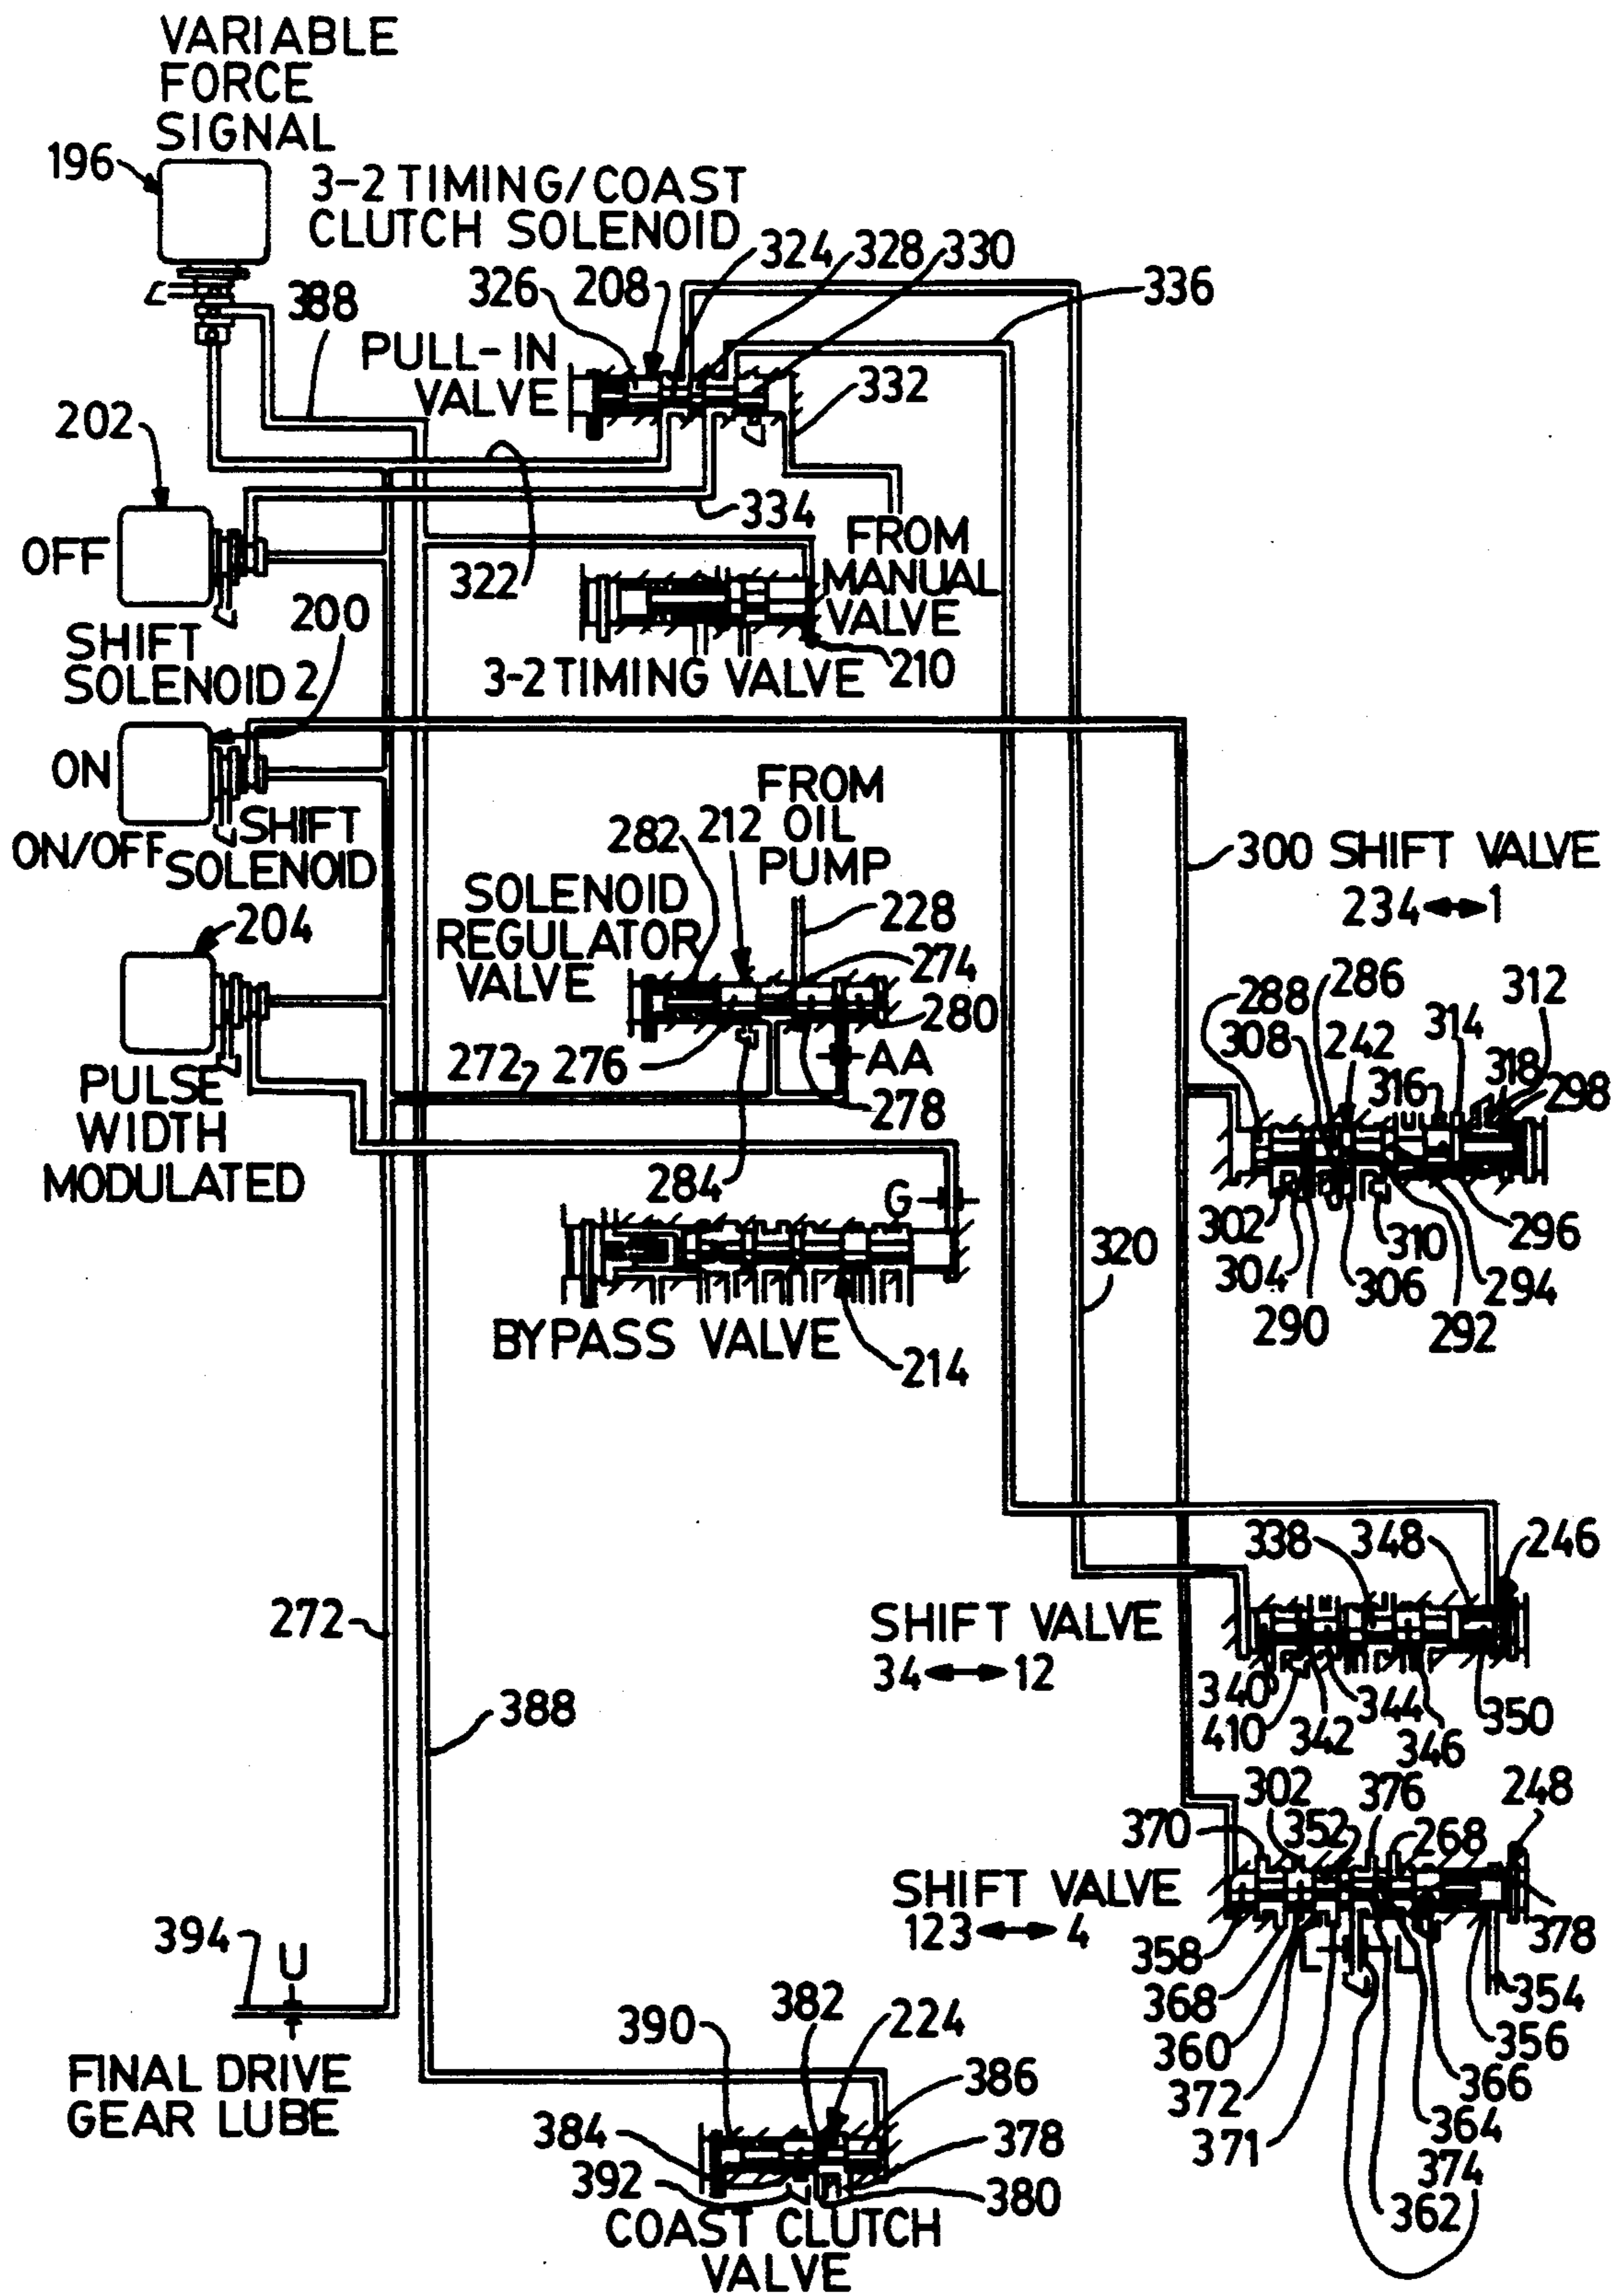 VARIABLE
FORCE
SIGNAL
196
3-2 TIMING/COAST
CLUTCH SOLENOID
324
328
330
326
208
336
388
PULL-IN
VALVE
332
202
334
OFF
322
FROM
MANUAL
VALVE
SHIFT
SOLENOID 2
200
3-2 TIMING VALVE
210
ON
ON/OFF
SHIFT
SOLENOID
FROM
OIL
PUMP
282
212
SOLENOID
REGULATOR
VALVE
228
300
SHIFT VALVE
234 ↔ 1
204
274
280
288
286
312
308
242
314
316
318
298
PULSE
WIDTH
MODULATED
272
276
AA
278
284
G
302
304
290
306
310
292
294
296
320
BYPASS VALVE
214
338
348
246
272
SHIFT VALVE
34 ↔ 12
340
410
342
344
346
350
388
302
376
248
370
352
268
SHIFT VALVE
123 ↔ 4
358
L
L
378
368
354
360
356
372
366
371
364
374
362
394
U
FINAL DRIVE
GEAR LUBE
390
382
224
386
384
378
392
380
COAST CLUTCH
VALVE